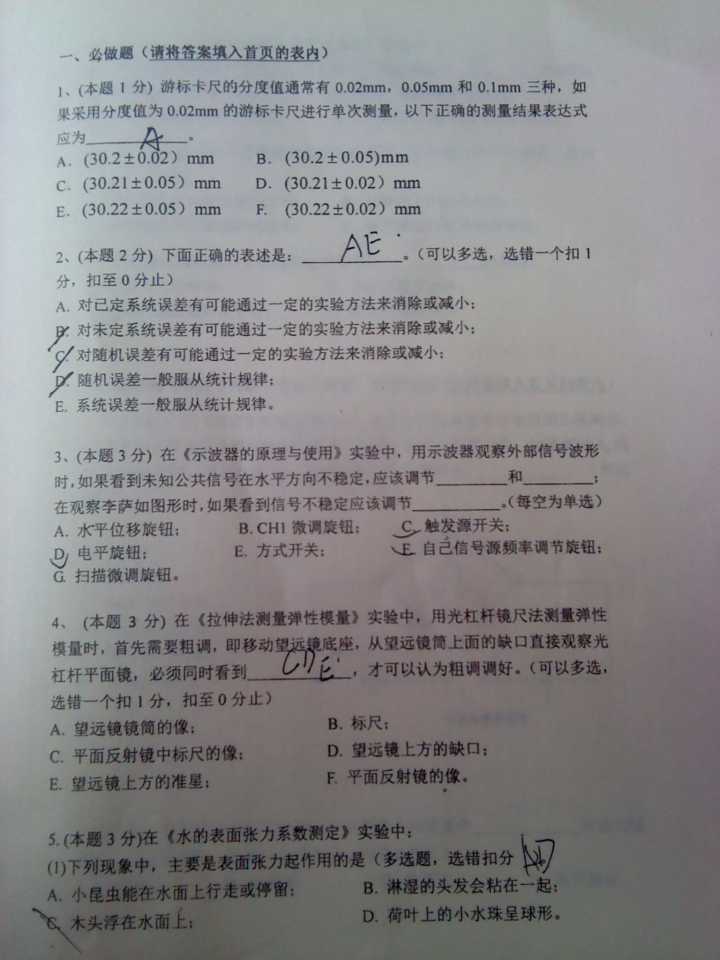 一、必做题（请将答案填入首页的表内）
1、(本题 1 分) 游标卡尺的分度值通常有 0.02mm，0.05mm 和 0.1mm 三种，如
果采用分度值为 0.02mm 的游标卡尺进行单次测量，以下正确的测量结果表达式
应为 A 。
A. (30.2±0.02）mm B. (30.2±0.05)mm
C. (30.21±0.05）mm D. (30.21±0.02）mm
E. (30.22±0.05）mm F. (30.22±0.02）mm
2、(本题 2 分) 下面正确的表述是： AE 。（可以多选，选错一个扣 1
分，扣至 0 分止）
A. 对已定系统误差有可能通过一定的实验方法来消除或减小；
B. 对未定系统误差有可能通过一定的实验方法来消除或减小；
C. 对随机误差有可能通过一定的实验方法来消除或减小；
D. 随机误差一般服从统计规律；
E. 系统误差一般服从统计规律。
3、(本题 3 分) 在《示波器的原理与使用》实验中，用示波器观察外部信号波形
时，如果看到未知公共信号在水平方向不稳定，应该调节________和________；
在观察李萨如图形时，如果看到信号不稳定应该调节__________。（每空为单选）
A. 水平位移旋钮； B. CH1 微调旋钮； C. 触发源开关；
D. 电平旋钮； E. 方式开关； F. 自己信号源频率调节旋钮；
G. 扫描微调旋钮。
4、(本题 3 分) 在《拉伸法测量弹性模量》实验中，用光杠杆镜尺法测量弹性
模量时，首先需要粗调，即移动望远镜底座，从望远镜筒上面的缺口直接观察光
杠杆平面镜，必须同时看到 CDE ，才可以认为粗调调好。（可以多选，
选错一个扣 1 分，扣至 0 分止）
A. 望远镜镜筒的像； B. 标尺；
C. 平面反射镜中标尺的像； D. 望远镜上方的缺口；
E. 望远镜上方的准星； F. 平面反射镜的像。
5. (本题 3 分)在《水的表面张力系数测定》实验中：
(1)下列现象中，主要是表面张力起作用的是（多选题，选错扣分
A. 小昆虫能在水面上行走或停留； B. 淋湿的头发会粘在一起；
C. 木头浮在水面上； D. 荷叶上的小水珠呈球形。